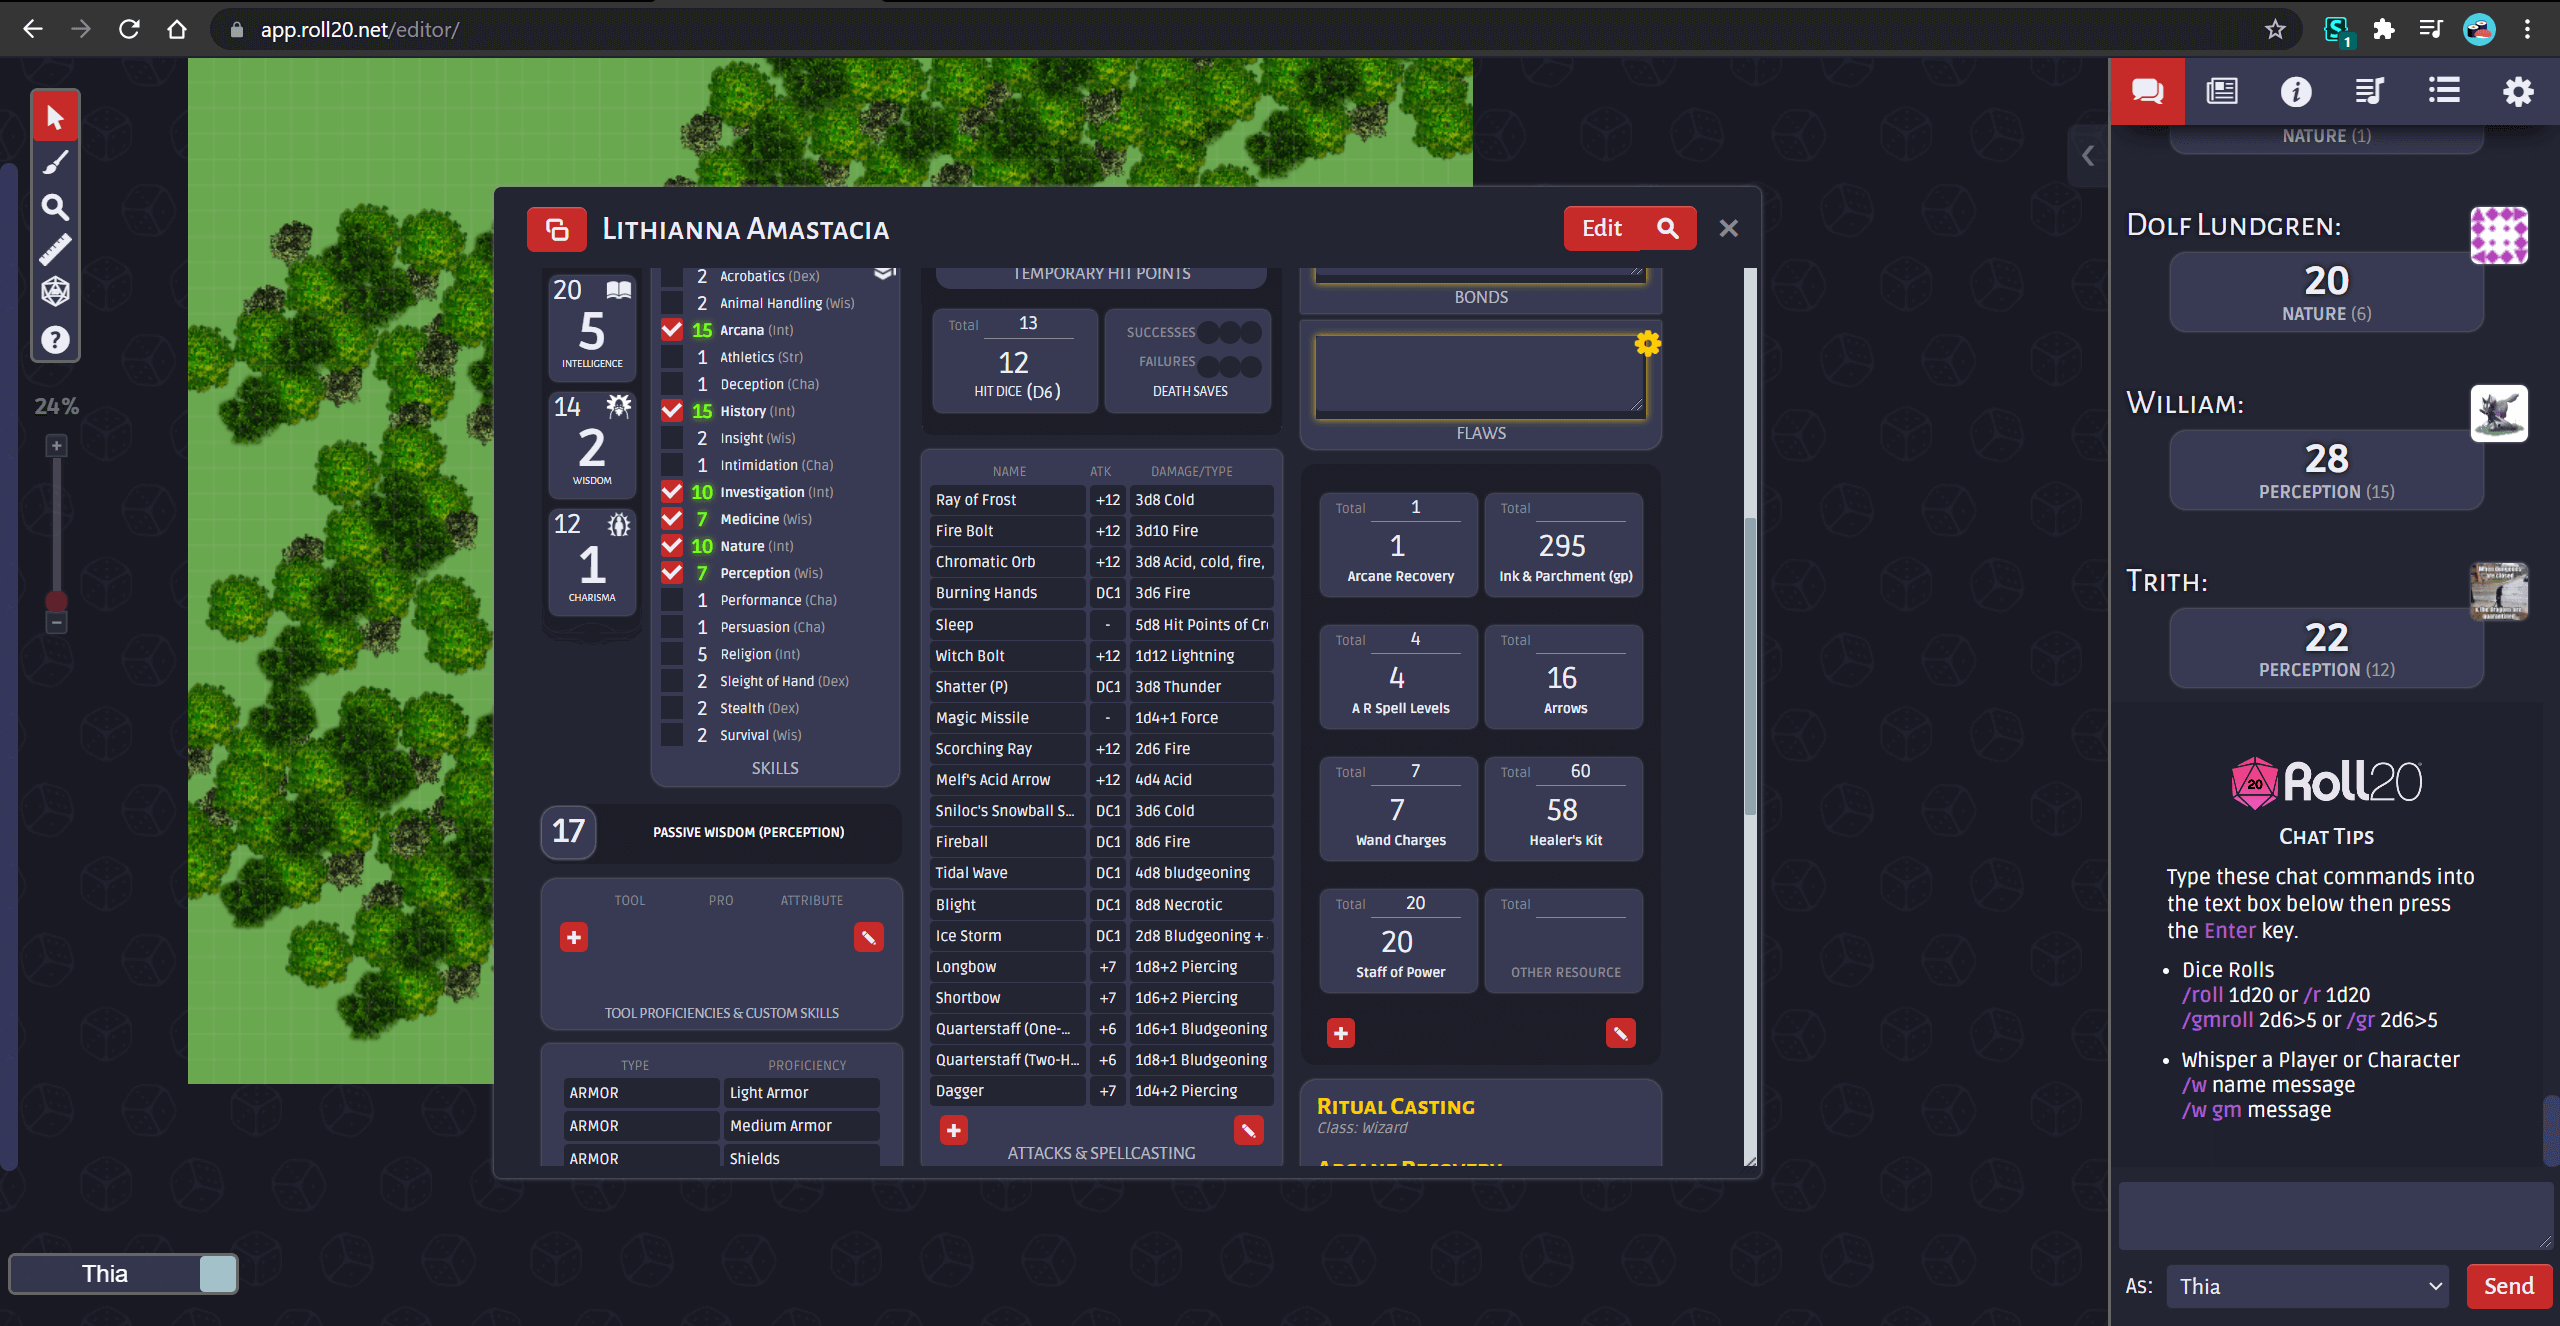 app.roll20.net/editor/
1
24%
Thia
LITHIANNA AMASTACIA
Edit
20
5
INTELLIGENCE
14
2
WISDOM
12
1
CHARISMA
2 Acrobatics (Dex)
2 Animal Handling (Wis)
15 Arcana (Int)
1 Athletics (Str)
1 Deception (Cha)
15 History (Int)
2 Insight (Wis)
1 Intimidation (Cha)
10 Investigation (Int)
7 Medicine (Wis)
10 Nature (Int)
7 Perception (Wis)
1 Performance (Cha)
1 Persuasion (Cha)
5 Religion (Int)
2 Sleight of Hand (Dex)
2 Stealth (Dex)
2 Survival (Wis)
SKILLS
17 PASSIVE WISDOM (PERCEPTION)
TOOL PRO ATTRIBUTE
TOOL PROFICIENCIES & CUSTOM SKILLS
TYPE PROFICIENCY
ARMOR Light Armor
ARMOR Medium Armor
ARMOR Shields
TEMPORARY HIT POINTS
Total 13
12
HIT DICE (D6)
SUCCESSES
FAILURES
DEATH SAVES
NAME ATK DAMAGE/TYPE
Ray of Frost +12 3d8 Cold
Fire Bolt +12 3d10 Fire
Chromatic Orb +12 3d8 Acid, cold, fire,
Burning Hands DC1 3d6 Fire
Sleep - 5d8 Hit Points of Cr
Witch Bolt +12 1d12 Lightning
Shatter (P) DC1 3d8 Thunder
Magic Missile - 1d4+1 Force
Scorching Ray +12 2d6 Fire
Melf's Acid Arrow +12 4d4 Acid
Sniloc's Snowball S... DC1 3d6 Cold
Fireball DC1 8d6 Fire
Tidal Wave DC1 4d8 bludgeoning
Blight DC1 8d8 Necrotic
Ice Storm DC1 2d8 Bludgeoning +
Longbow +7 1d8+2 Piercing
Shortbow +7 1d6+2 Piercing
Quarterstaff (One-... +6 1d6+1 Bludgeoning
Quarterstaff (Two-H... +6 1d8+1 Bludgeoning
Dagger +7 1d4+2 Piercing
ATTACKS & SPELLCASTING
BONDS
FLAWS
Total 1
1
Arcane Recovery
Total
295
Ink & Parchment (gp)
Total 4
4
A R Spell Levels
Total
16
Arrows
Total 7
7
Wand Charges
Total 60
58
Healer's Kit
Total 20
20
Staff of Power
Total
OTHER RESOURCE
RITUAL CASTING
Class: Wizard
ARCANE RECOVERY
NATURE (1)
DOLF LUNDGREN:
20
NATURE (6)
WILLIAM:
28
PERCEPTION (15)
TRITH:
22
PERCEPTION (12)
20 Roll20
CHAT TIPS
Type these chat commands into
the text box below then press
the Enter key.
• Dice Rolls
/roll 1d20 or /r 1d20
/gmroll 2d6>5 or /gr 2d6>5
• Whisper a Player or Character
/w name message
/w gm message
As: Thia
Send